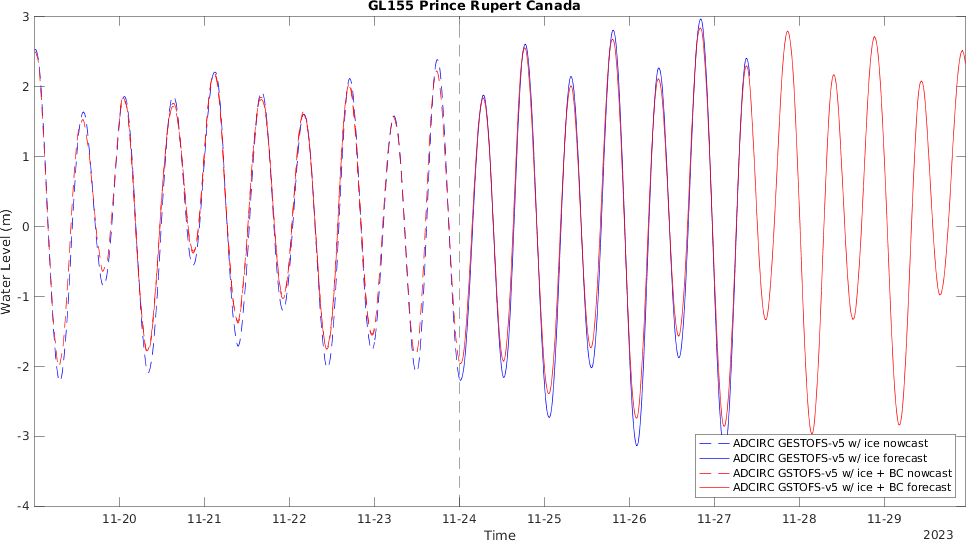 GL155 Prince Rupert Canada
3
2
1
0
-1
-2
-3
-4
Water Level (m)
ADCIRC GESTOFS-v5 w/ ice nowcast
ADCIRC GESTOFS-v5 w/ ice forecast
ADCIRC GSTOFS-v5 w/ ice + BC nowcast
ADCIRC GSTOFS-v5 w/ ice + BC forecast
11-20 11-21 11-22 11-23 11-24 11-25 11-26 11-27 11-28 11-29
Time
2023